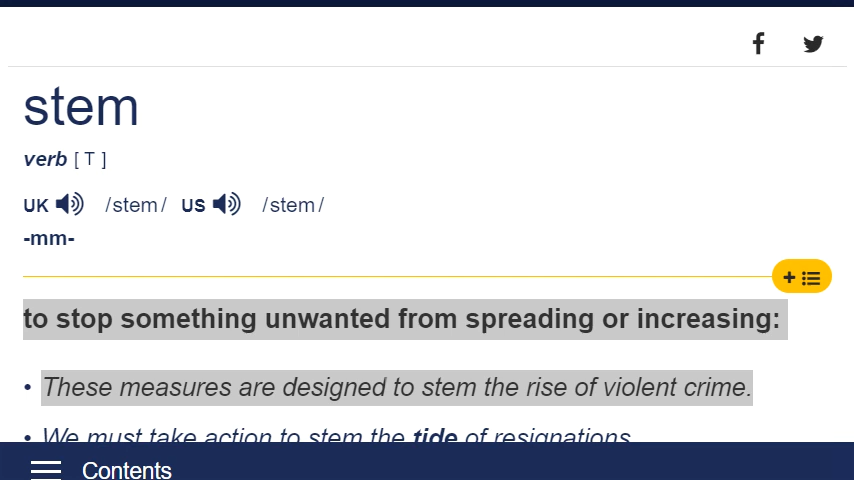 stem
verb [ T ]
UK /stem/ US /stem/
-mm-
to stop something unwanted from spreading or increasing:
• These measures are designed to stem the rise of violent crime.
• We must take action to stem the tide of resignations.
Contents